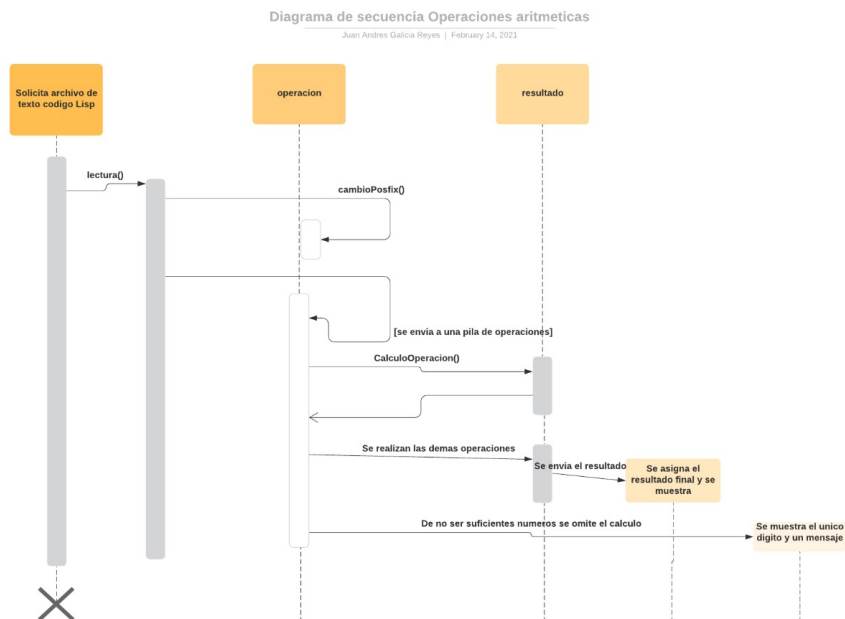 Diagrama de secuencia Operaciones aritmeticas
Juan Andres Galicia Reyes | February 14, 2021
Solicita archivo de
texto codigo Lisp
operacion
resultado
lectura()
cambioPosfix()
[se envia a una pila de operaciones]
CalculoOperacion()
Se realizan las demas operaciones
Se envia el resultado
Se asigna el
resultado final y se
muestra
De no ser suficientes numeros se omite el calculo
Se muestra el unico
digito y un mensaje